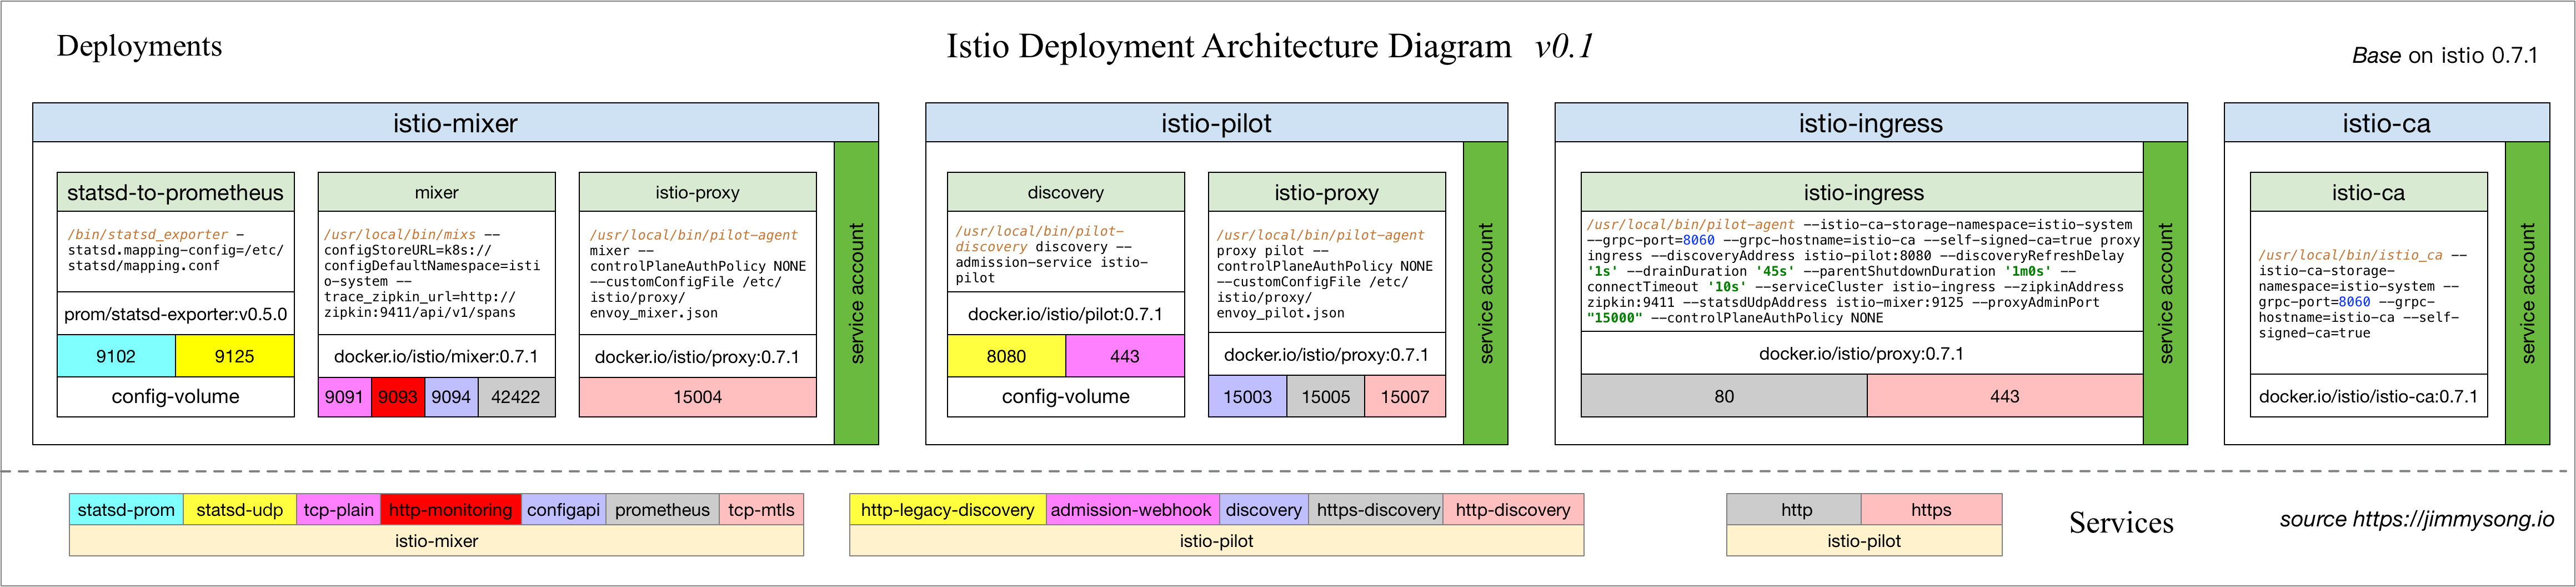 Deployments
Istio Deployment Architecture Diagram v0.1
Base on istio 0.7.1
istio-mixer
statsd-to-prometheus
/bin/statsd_exporter -
statsd.mapping-config=/etc/
statsd/mapping.conf
prom/statsd-exporter:v0.5.0
9102
9125
config-volume
mixer
/usr/local/bin/mixs --
configStoreURL=k8s://
configDefaultNamespace=isti
o-system --
trace_zipkin_url=http://
zipkin:9411/api/v1/spans
docker.io/istio/mixer:0.7.1
9091
9093
9094
42422
istio-proxy
/usr/local/bin/pilot-agent
mixer --
controlPlaneAuthPolicy NONE
--customConfigFile /etc/
istio/proxy/
envoy_mixer.json
docker.io/istio/proxy:0.7.1
15004
service account
istio-pilot
discovery
/usr/local/bin/pilot-
discovery discovery --
admission-service istio-
pilot
docker.io/istio/pilot:0.7.1
8080
443
config-volume
istio-proxy
/usr/local/bin/pilot-agent
proxy pilot --
controlPlaneAuthPolicy NONE
--customConfigFile /etc/
istio/proxy/
envoy_pilot.json
docker.io/istio/proxy:0.7.1
15003
15005
15007
service account
istio-ingress
istio-ingress
/usr/local/bin/pilot-agent --istio-ca-storage-namespace=istio-system
--grpc-port=8060 --grpc-hostname=istio-ca --self-signed-ca=true proxy
ingress --discoveryAddress istio-pilot:8080 --discoveryRefreshDelay
'1s' --drainDuration '45s' --parentShutdownDuration '1m0s' --
connectTimeout '10s' --serviceCluster istio-ingress --zipkinAddress
zipkin:9411 --statsdUdpAddress istio-mixer:9125 --proxyAdminPort
"15000" --controlPlaneAuthPolicy NONE
docker.io/istio/proxy:0.7.1
80
443
service account
istio-ca
istio-ca
/usr/local/bin/istio_ca --
istio-ca-storage-
namespace=istio-system --
grpc-port=8060 --grpc-
hostname=istio-ca --self-
signed-ca=true
docker.io/istio/istio-ca:0.7.1
service account
statsd-prom
statsd-udp
tcp-plain
http-monitoring
configapi
prometheus
tcp-mtls
istio-mixer
http-legacy-discovery
admission-webhook
discovery
https-discovery
http-discovery
istio-pilot
http
https
istio-pilot
Services
source https://jimmysong.io